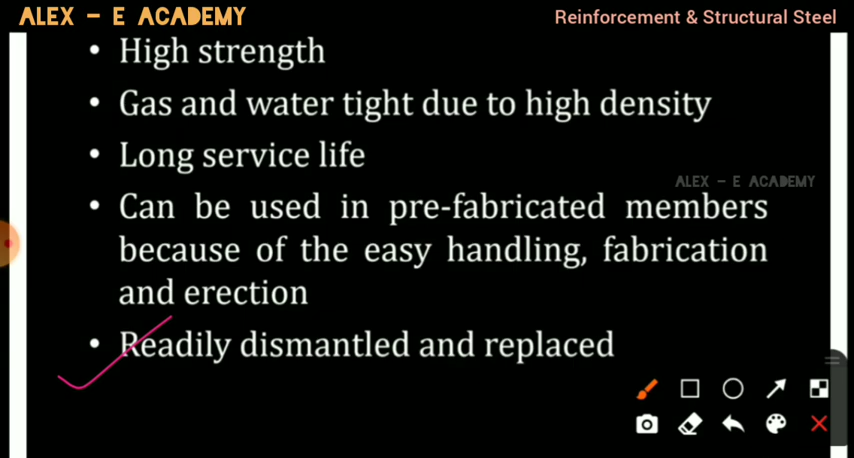 ALEX – E ACADEMY
Reinforcement & Structural Steel
• High strength
• Gas and water tight due to high density
• Long service life
ALEX – E ACADEMY
• Can be used in pre-fabricated members
because of the easy handling, fabrication
and erection
• Readily dismantled and replaced